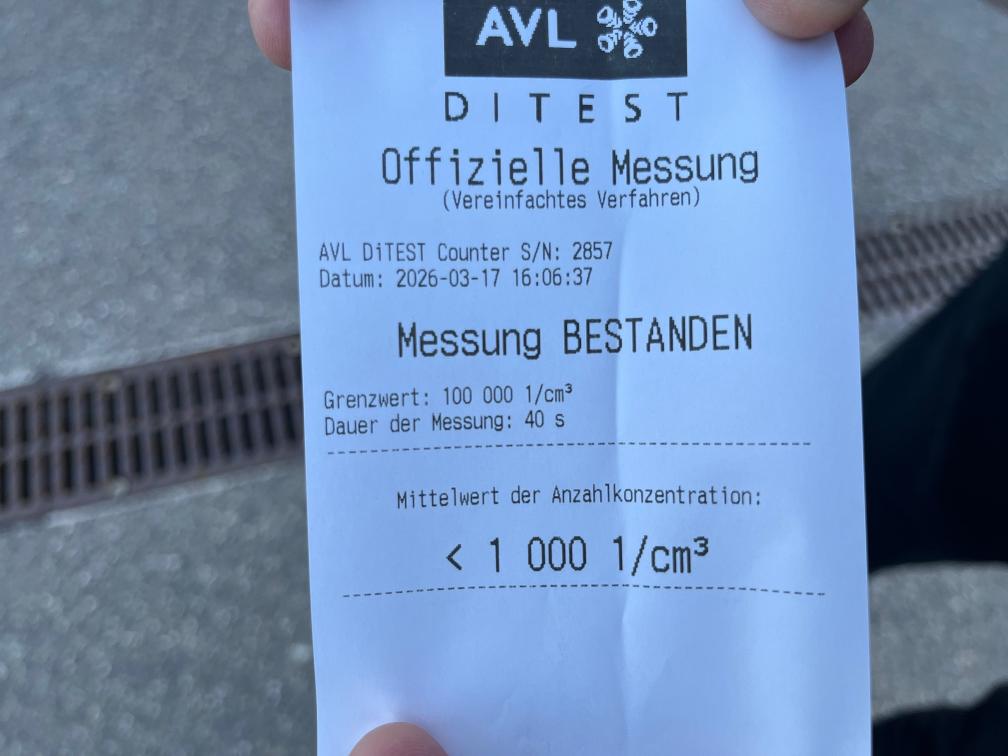 AVL
DITEST
Offizielle Messung
(Vereinfachtes Verfahren)
AVL DiTEST Counter S/N: 2857
Datum: 2026-03-17 16:06:37
Messung BESTANDEN
Grenzwert: 100 000 1/cm³
Dauer der Messung: 40 s
Mittelwert der Anzahlkonzentration:
< 1 000 1/cm³